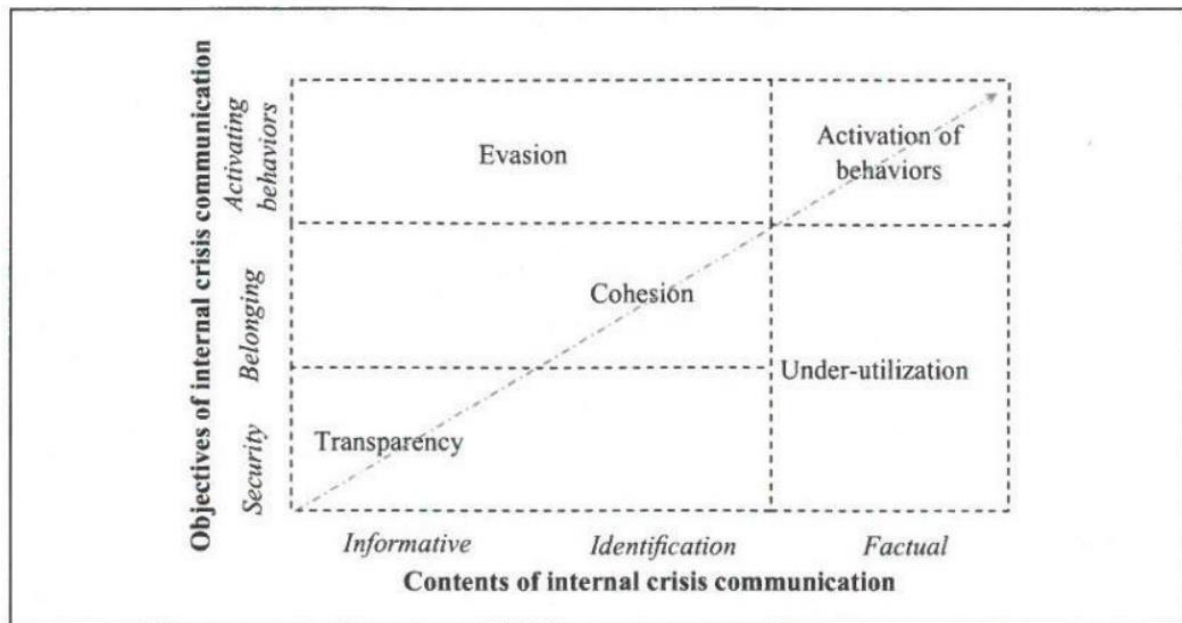 Objectives of internal crisis communication
Activating
behaviors
Belonging
Security
Evasion
Activation of
behaviors
Cohesion
Under-utilization
Transparency
Informative
Identification
Factual
Contents of internal crisis communication